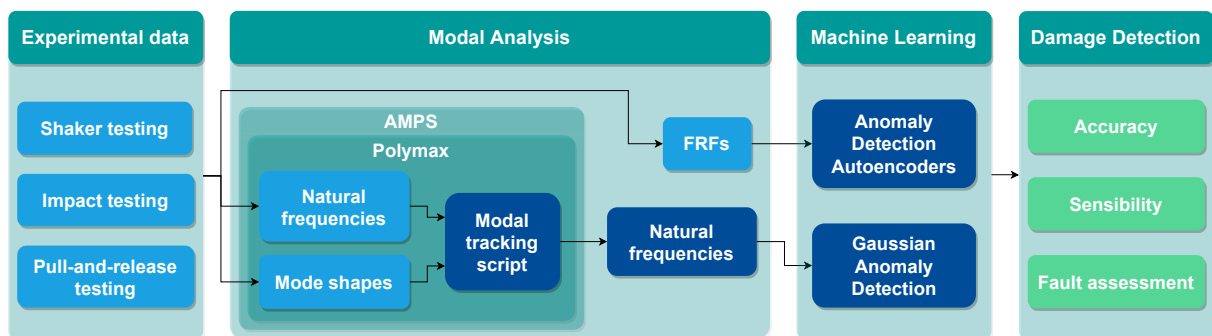 Experimental data
Shaker testing
Impact testing
Pull-and-release
testing
Modal Analysis
AMPS
Polymax
Natural
frequencies
Mode shapes
Modal
tracking
script
FRFs
Natural
frequencies
Machine Learning
Anomaly
Detection
Autoencoders
Gaussian
Anomaly
Detection
Damage Detection
Accuracy
Sensibility
Fault assessment